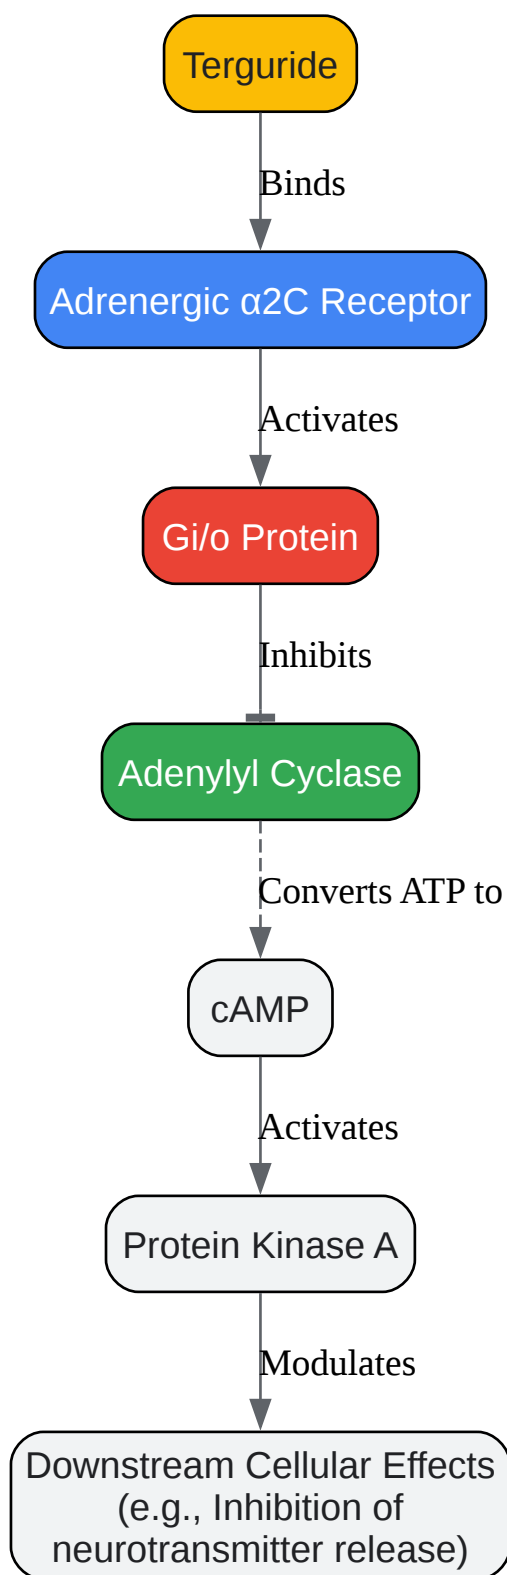 Terguride
Binds
Adrenergic α2C Receptor
Activates
Gi/o Protein
Inhibits
Adenylyl Cyclase
Converts ATP to
cAMP
Activates
Protein Kinase A
Modulates
Downstream Cellular Effects
(e.g., Inhibition of
neurotransmitter release)